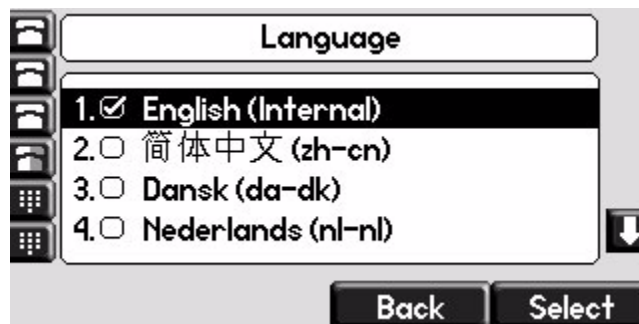 Language
1. English (Internal)
2. 简体中文 (zh-cn)
3. Dansk (da-dk)
4. Nederlands (nl-nl)
Back Select